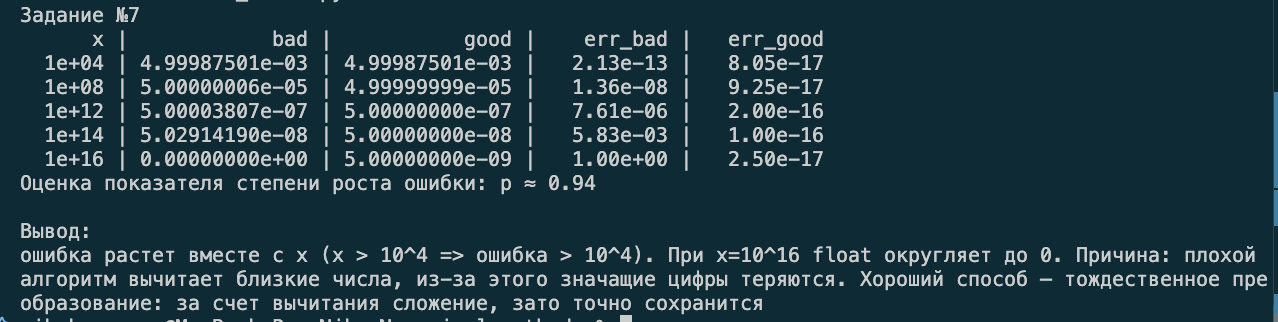 Задание №7
x | bad | good | err_bad | err_good
1e+04 | 4.99987501e-03 | 4.99987501e-03 | 2.13e-13 | 8.05e-17
1e+08 | 5.00000006e-05 | 4.99999999e-05 | 1.36e-08 | 9.25e-17
1e+12 | 5.00003807e-07 | 5.00000000e-07 | 7.61e-06 | 2.00e-16
1e+14 | 5.02914190e-08 | 5.00000000e-08 | 5.83e-03 | 1.00e-16
1e+16 | 0.00000000e+00 | 5.00000000e-09 | 1.00e+00 | 2.50e-17
Оценка показателя степени роста ошибки: p ≈ 0.94
Вывод:
ошибка растет вместе с x (x > 10^4 => ошибка > 10^4). При x=10^16 float округляет до 0. Причина: плохой
алгоритм вычитает близкие числа, из-за этого значащие цифры теряются. Хороший способ — тождественное пре
образование: за счет вычитания сложение, зато точно сохранится